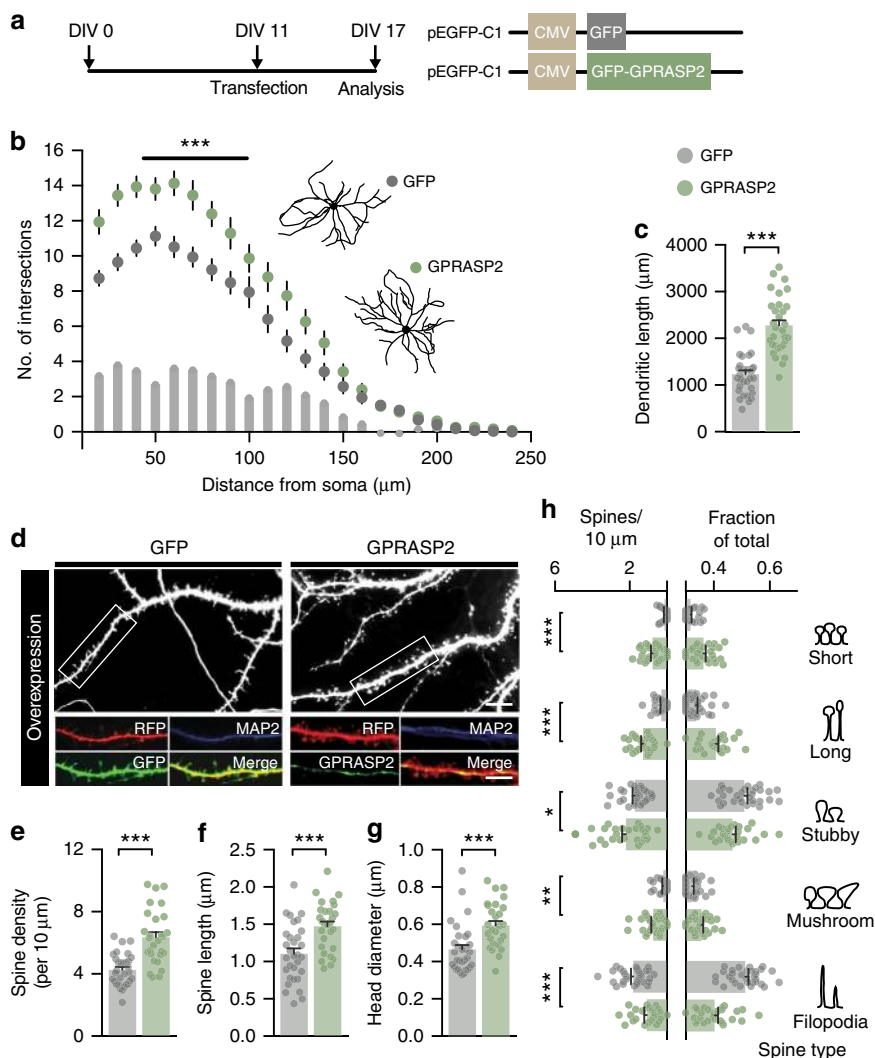 a
DIV 0
DIV 11
DIV 17
Transfection
Analysis
pEGFP-C1
CMV
GFP
pEGFP-C1
CMV
GFP-GPRASP2
b
No. of intersections
16
14
12
10
8
6
4
2
0
***
GFP
GPRASP2
50
100
150
200
250
Distance from soma (μm)
GFP
GPRASP2
c
Dendritic length (μm)
4000
3000
2000
1000
0
***
d
GFP
GPRASP2
Overexpression
RFP
MAP2
RFP
MAP2
GFP
Merge
GPRASP2
Merge
e
Spine density
(per 10 μm)
12
8
4
0
***
f
Spine length (μm)
2.5
2.0
1.5
1.0
0.5
0
***
g
Head diameter (μm)
1.0
0.8
0.6
0.4
0.2
0.0
***
h
Spines/
10 μm
Fraction
of total
6
2
0.4
0.6
***
Short
***
Long
*
Stubby
**
Mushroom
***
Filopodia
Spine type